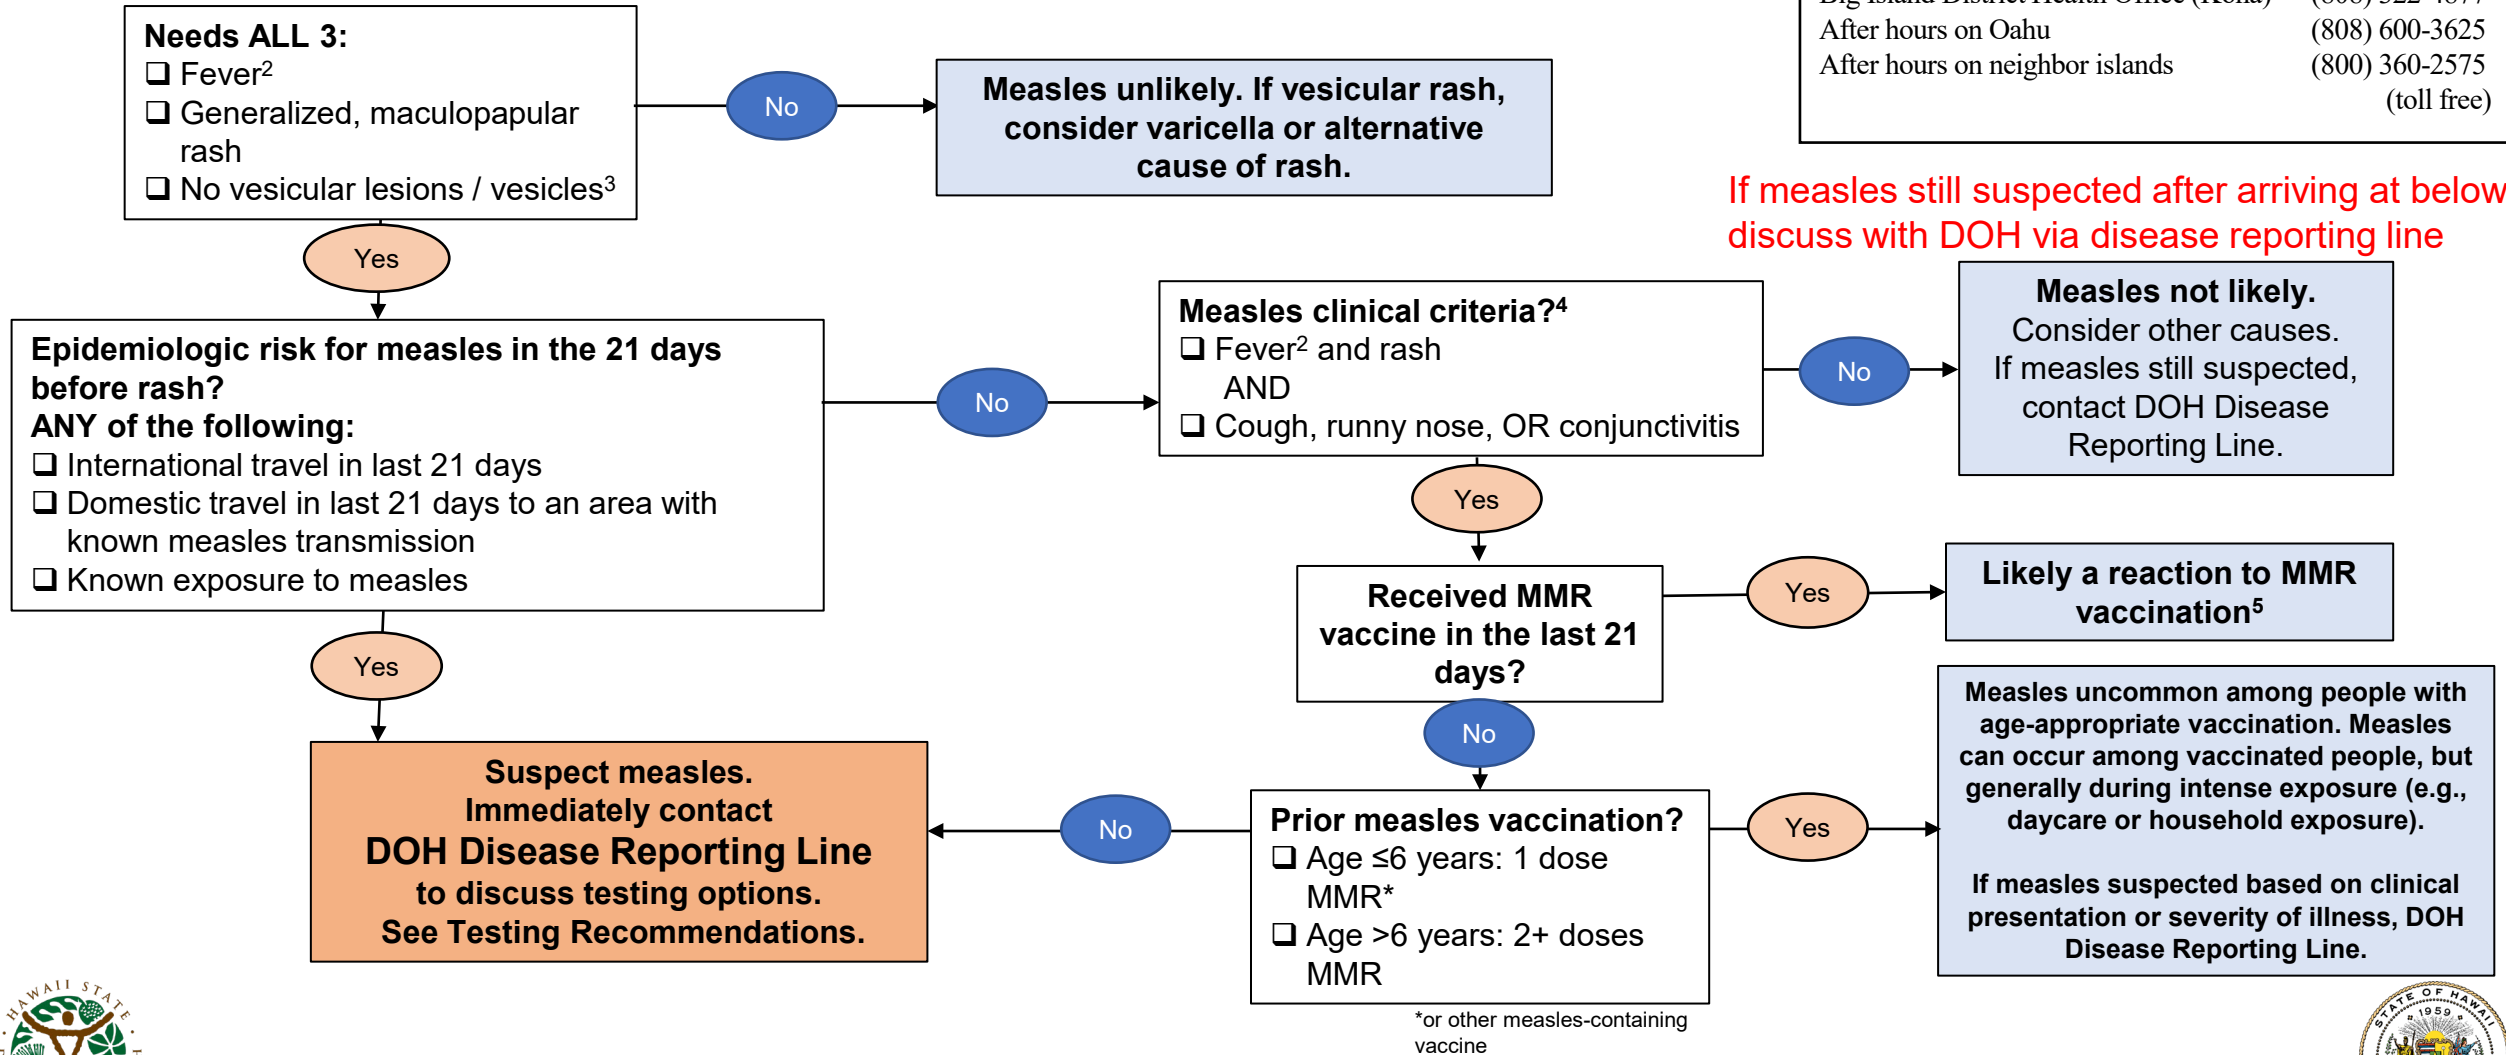 Needs ALL 3:
❑ Fever²
❑ Generalized, maculopapular
rash
❑ No vesicular lesions / vesicles³
No
Measles unlikely. If vesicular rash,
consider varicella or alternative
cause of rash.
After hours on Oahu (808) 600-3625
After hours on neighbor islands (800) 360-2575
(toll free)
If measles still suspected after arriving at below
discuss with DOH via disease reporting line
Yes
Epidemiologic risk for measles in the 21 days
before rash?
ANY of the following:
❑ International travel in last 21 days
❑ Domestic travel in last 21 days to an area with
known measles transmission
❑ Known exposure to measles
No
Measles clinical criteria?⁴
❑ Fever² and rash
AND
❑ Cough, runny nose, OR conjunctivitis
No
Measles not likely.
Consider other causes.
If measles still suspected,
contact DOH Disease
Reporting Line.
Yes
Received MMR
vaccine in the last 21
days?
Yes
Likely a reaction to MMR
vaccination⁵
No
Yes
Suspect measles.
Immediately contact
DOH Disease Reporting Line
to discuss testing options.
See Testing Recommendations.
No
Prior measles vaccination?
❑ Age ≤6 years: 1 dose
MMR*
❑ Age >6 years: 2+ doses
MMR
Yes
Measles uncommon among people with
age-appropriate vaccination. Measles
can occur among vaccinated people, but
generally during intense exposure (e.g.,
daycare or household exposure).
If measles suspected based on clinical
presentation or severity of illness, DOH
Disease Reporting Line.
*or other measles-containing
vaccine
HAWAII STATE
STATE OF HAWAII
1959